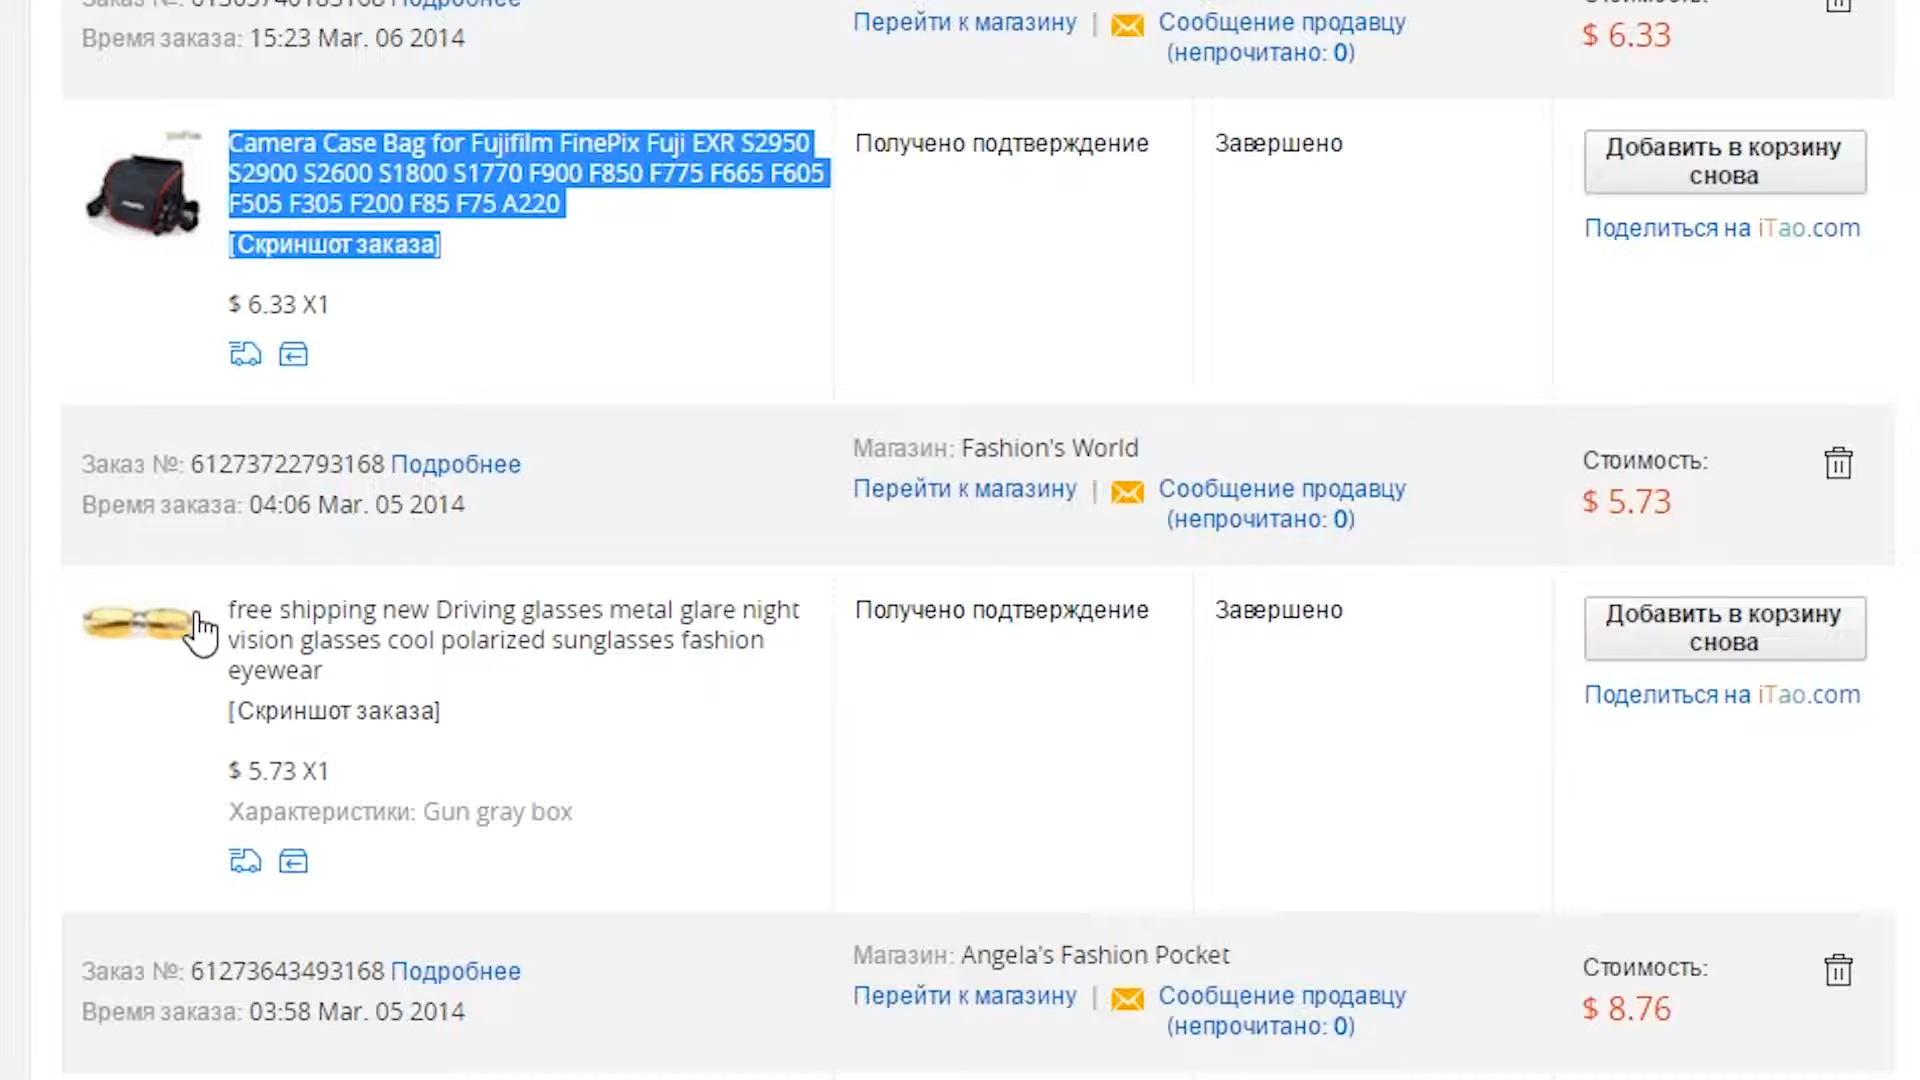 Подробнее
Время заказа: 15:23 Mar. 06 2014
Перейти к магазину | Сообщение продавцу
(непрочитано: 0)
$ 6.33
Camera Case Bag for Fujifilm FinePix Fuji EXR S2950
S2900 S2600 S1800 S1770 F900 F850 F775 F665 F605
F505 F305 F200 F85 F75 A220
[Скриншот заказа]
$ 6.33 X1
Получено подтверждение
Завершено
Добавить в корзину
снова
Поделиться на iTao.com
Заказ №: 61273722793168 Подробнее
Время заказа: 04:06 Mar. 05 2014
Магазин: Fashion's World
Перейти к магазину | Сообщение продавцу
(непрочитано: 0)
Стоимость:
$ 5.73
free shipping new Driving glasses metal glare night
vision glasses cool polarized sunglasses fashion
eyewear
[Скриншот заказа]
$ 5.73 X1
Характеристики: Gun gray box
Получено подтверждение
Завершено
Добавить в корзину
снова
Поделиться на iTao.com
Заказ №: 61273643493168 Подробнее
Время заказа: 03:58 Mar. 05 2014
Магазин: Angela's Fashion Pocket
Перейти к магазину | Сообщение продавцу
(непрочитано: 0)
Стоимость:
$ 8.76